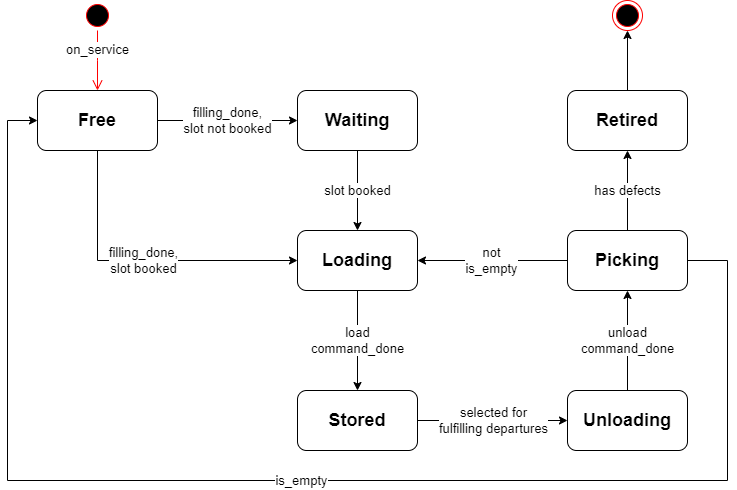 on_service
Free
filling_done,
slot not booked
Waiting
Retired
slot booked
has defects
filling_done,
slot booked
Loading
not
is_empty
Picking
load
command_done
unload
command_done
Stored
selected for
fulfilling departures
Unloading
is_empty